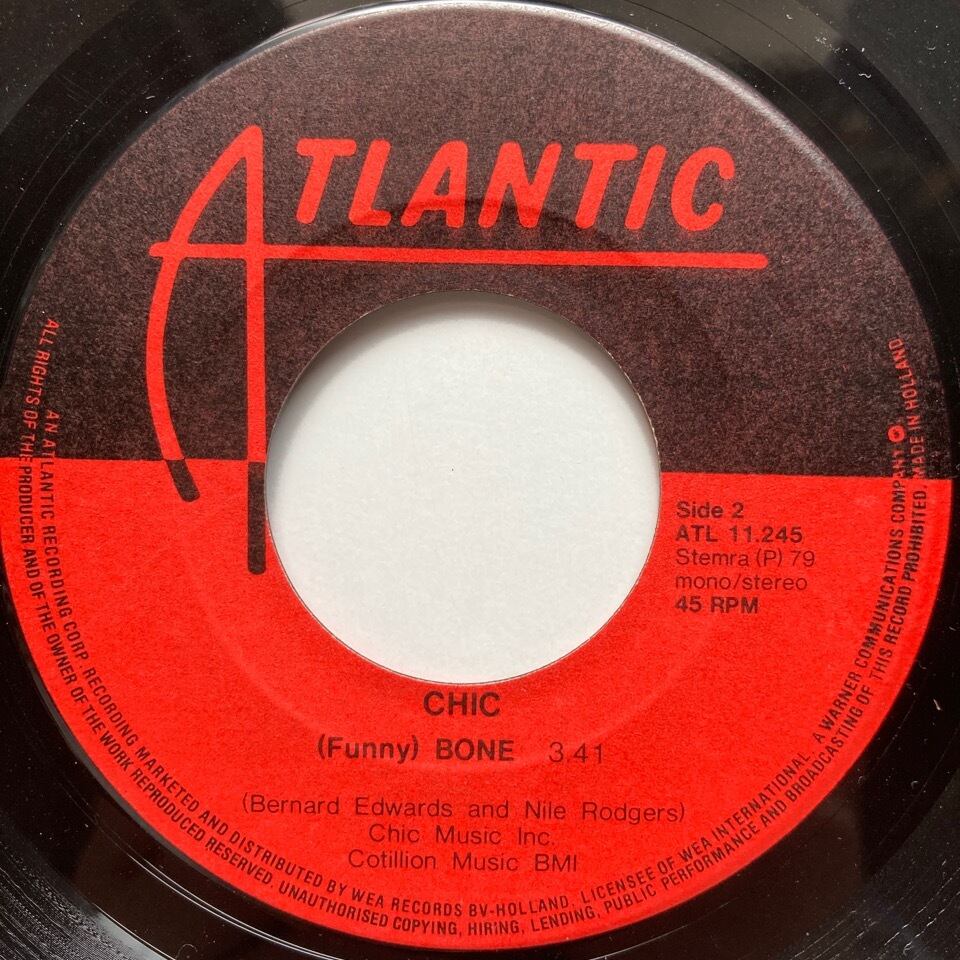 ATLANTIC
Side 2
ATL 11.245
Stemra (P) 79
mono/stereo
45 RPM
CHIC
(Funny) BONE 3.41
(Bernard Edwards and Nile Rodgers)
Chic Music Inc.
Cotillion Music BMI
AN ATLANTIC RECORDING CORP. RECORDING MARKETED AND DISTRIBUTED BY WEA RECORDS BV-HOLLAND. LICENSEE OF WEA INTERNATIONAL. A WARNER COMMUNICATIONS COMPANY
ALL RIGHTS OF THE PRODUCER AND OF THE OWNER OF THE WORK REPRODUCED RESERVED. UNAUTHORISED COPYING, HIRING, LENDING, PUBLIC PERFORMANCE AND BROADCASTING OF THIS RECORD PROHIBITED. MADE IN HOLLAND